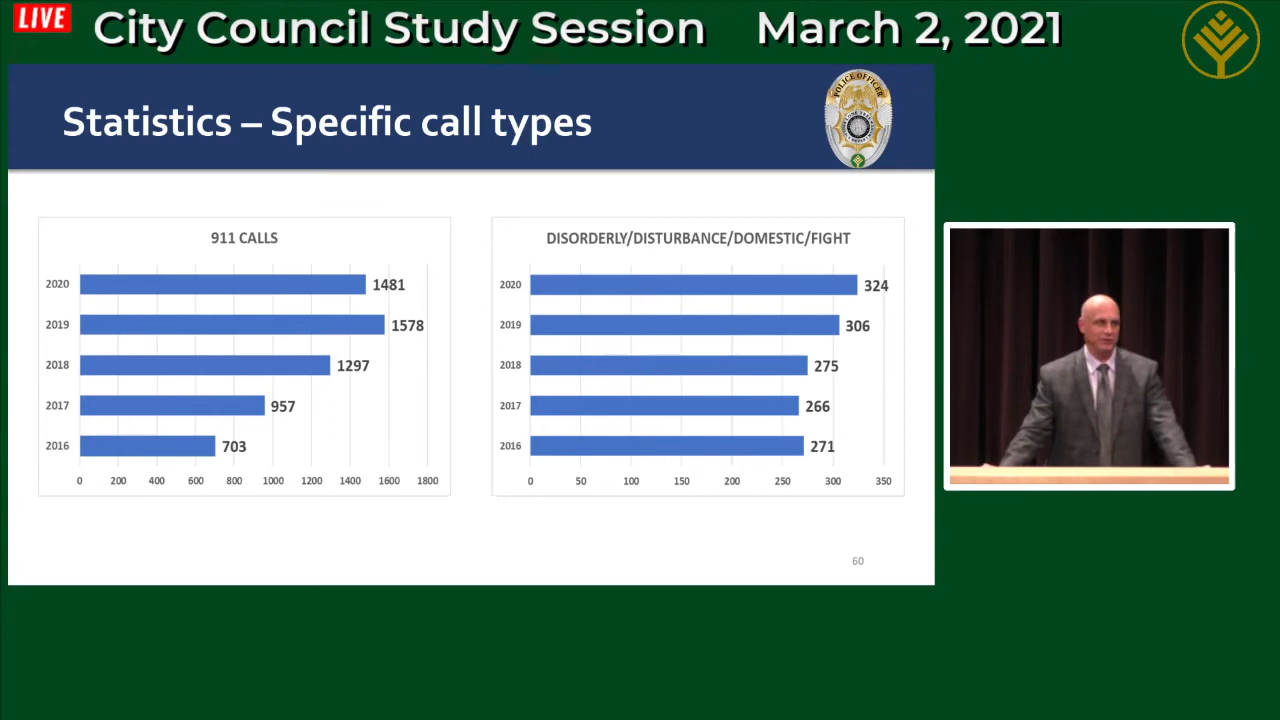 LIVE
City Council Study Session March 2, 2021
Statistics – Specific call types
POLICE OFFICER
911 CALLS
2020 1481
2019 1578
2018 1297
2017 957
2016 703
0 200 400 600 800 1000 1200 1400 1600 1800
DISORDERLY/DISTURBANCE/DOMESTIC/FIGHT
2020 324
2019 306
2018 275
2017 266
2016 271
0 50 100 150 200 250 300 350
60